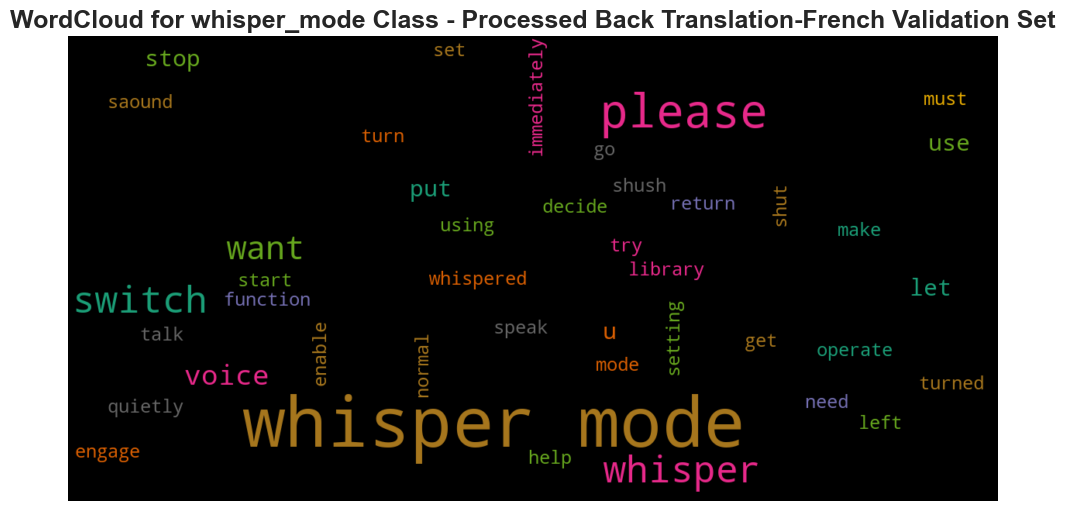 WordCloud for whisper_mode Class - Processed Back Translation-French Validation Set
stop
set
immediately
please
must
saound
turn
go
use
put
shush
decide
return
shut
using
make
want
try
start
library
whispered
function
switch
let
talk
enable
normal
speak
u
setting
get
mode
operate
voice
turned
quietly
need
left
whisper mode
engage
help
whisper